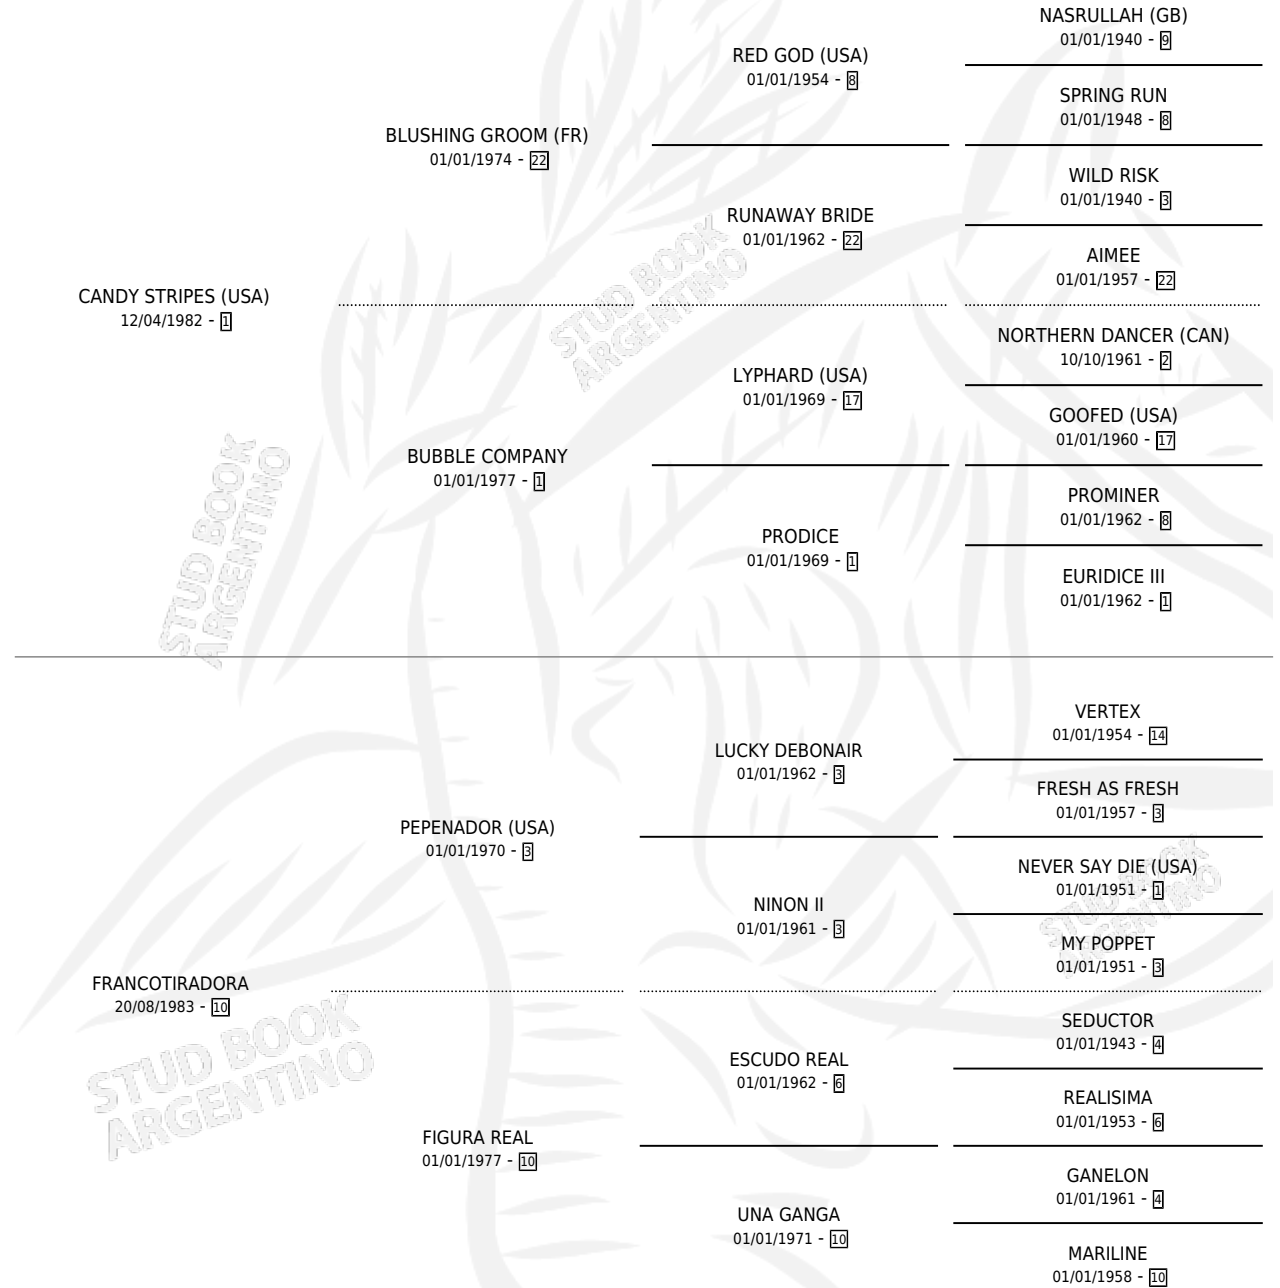 NASRULLAH (GB)
01/01/1940 - 9
RED GOD (USA)
01/01/1954 - 8
SPRING RUN
01/01/1948 - 8
BLUSHING GROOM (FR)
01/01/1974 - 22
WILD RISK
01/01/1940 - 3
RUNAWAY BRIDE
01/01/1962 - 22
AIMEE
01/01/1957 - 22
CANDY STRIPES (USA)
12/04/1982 - 1
NORTHERN DANCER (CAN)
10/10/1961 - 2
LYPHARD (USA)
01/01/1969 - 17
GOOFED (USA)
01/01/1960 - 17
BUBBLE COMPANY
01/01/1977 - 1
PROMINER
01/01/1962 - 8
PRODICE
01/01/1969 - 1
EURIDICE III
01/01/1962 - 1
VERTEX
01/01/1954 - 14
LUCKY DEBONAIR
01/01/1962 - 3
FRESH AS FRESH
01/01/1957 - 3
PEPENADOR (USA)
01/01/1970 - 3
NEVER SAY DIE (USA)
01/01/1951 - 1
NINON II
01/01/1961 - 3
MY POPPET
01/01/1951 - 3
FRANCOTIRADORA
20/08/1983 - 10
SEDUCTOR
01/01/1943 - 4
ESCUDO REAL
01/01/1962 - 6
REALISIMA
01/01/1953 - 6
FIGURA REAL
01/01/1977 - 10
GANELON
01/01/1961 - 4
UNA GANGA
01/01/1971 - 10
MARILINE
01/01/1958 - 10
STUD BOOK
ARGENTINO
STUD BOOK
ARGENTINO
STUD BOOK
ARGENTINO
STUD BOOK
ARGENTINO